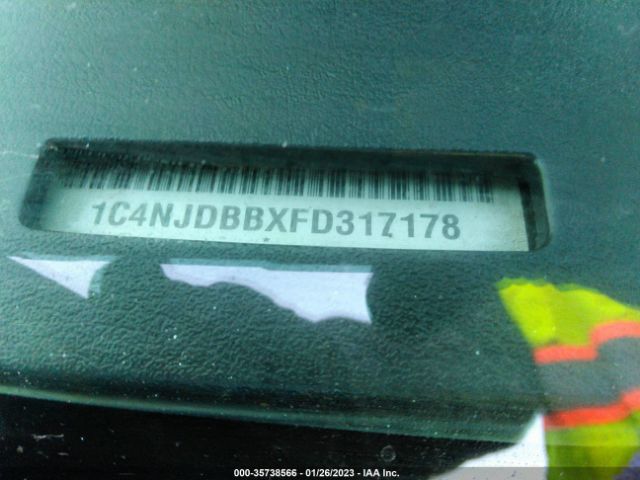 1C4NJDBBXFD317178
000-35738566 - 01/26/2023 - IAA Inc.